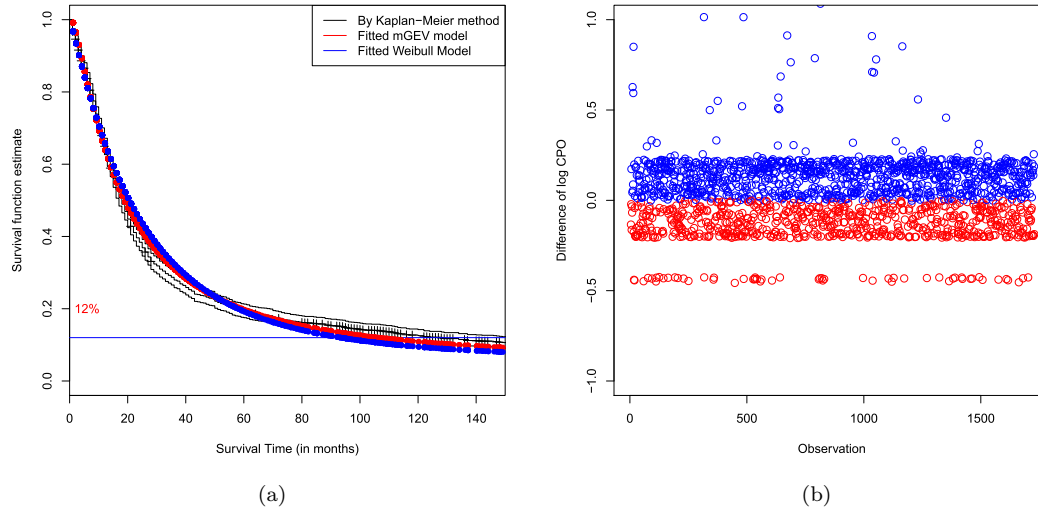 By Kaplan−Meier method
Fitted mGEV model
Fitted Weibull Model
Survival function estimate
1.0
0.8
0.6
0.4
0.2
0.0
12%
0 20 40 60 80 100 120 140
Survival Time (in months)
(a)
Difference of log CPO
1.0
0.5
0.0
−0.5
−1.0
0 500 1000 1500
Observation
(b)